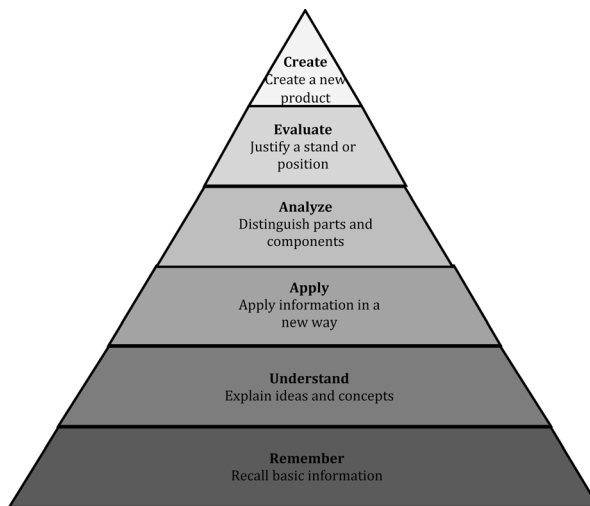 Create
Create a new
product
Evaluate
Justify a stand or
position
Analyze
Distinguish parts and
components
Apply
Apply information in a
new way
Understand
Explain ideas and concepts
Remember
Recall basic information